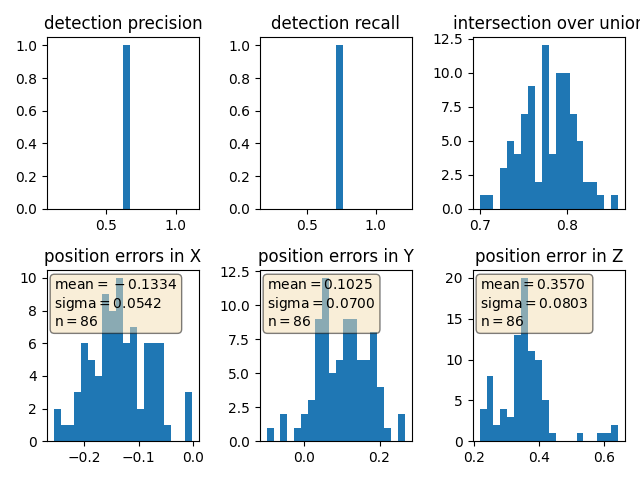 detection precision
1.0
0.8
0.6
0.4
0.2
0.0
0.5 1.0
detection recall
1.0
0.8
0.6
0.4
0.2
0.0
0.5 1.0
intersection over union
12.5
10.0
7.5
5.0
2.5
0.0
0.7 0.8
position errors in X
mean = −0.1334
sigma = 0.0542
n = 86
10
8
6
4
2
0
−0.2 −0.1 0.0
position errors in Y
mean = 0.1025
sigma = 0.0700
n = 86
12.5
10.0
7.5
5.0
2.5
0.0
0.0 0.2
position error in Z
mean = 0.3570
sigma = 0.0803
n = 86
20
15
10
5
0
0.2 0.4 0.6